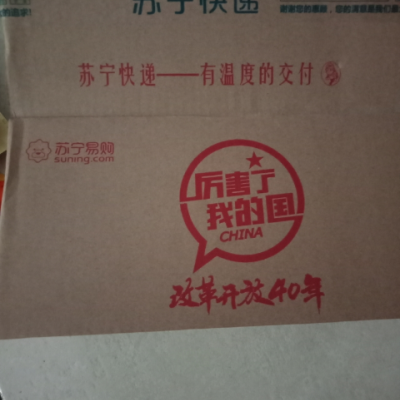 苏宁快递
苏宁快递——有温度的交付
苏宁易购
suning.com
厉害了
我的国
CHINA
改革开放40年